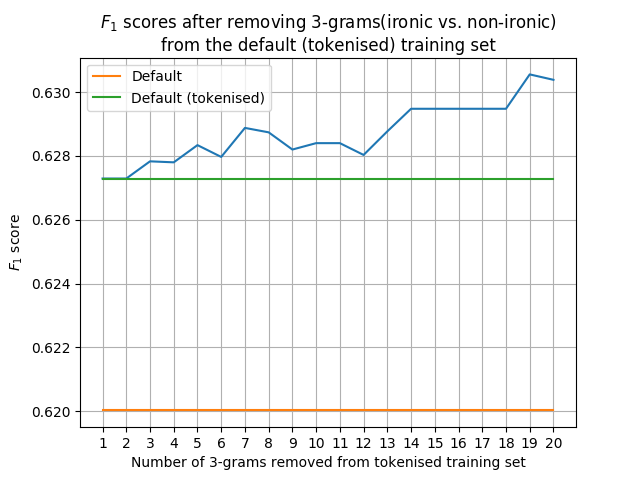 F1 scores after removing 3-grams(ironic vs. non-ironic)
from the default (tokenised) training set
Default
Default (tokenised)
0.630
0.628
0.626
0.624
0.622
0.620
F1 score
1 2 3 4 5 6 7 8 9 10 11 12 13 14 15 16 17 18 19 20
Number of 3-grams removed from tokenised training set